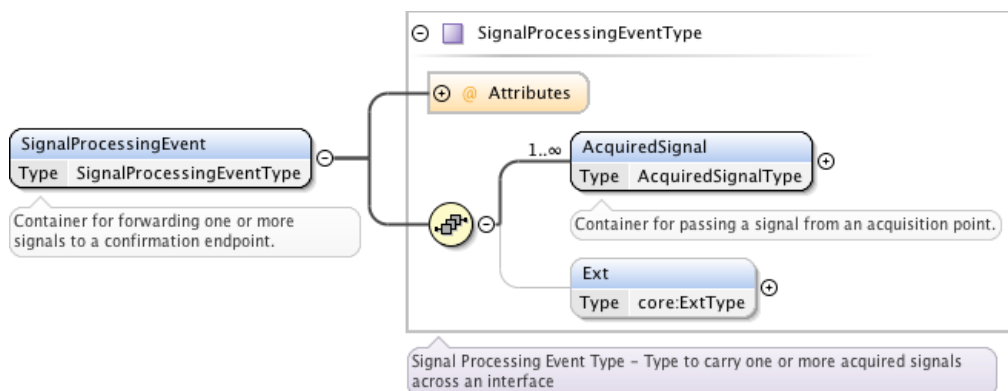 SignalProcessingEventType
@ Attributes
SignalProcessingEvent
Type SignalProcessingEventType
Container for forwarding one or more
signals to a confirmation endpoint.
1..∞
AcquiredSignal
Type AcquiredSignalType
Container for passing a signal from an acquisition point.
Ext
Type core:ExtType
Signal Processing Event Type – Type to carry one or more acquired signals
across an interface